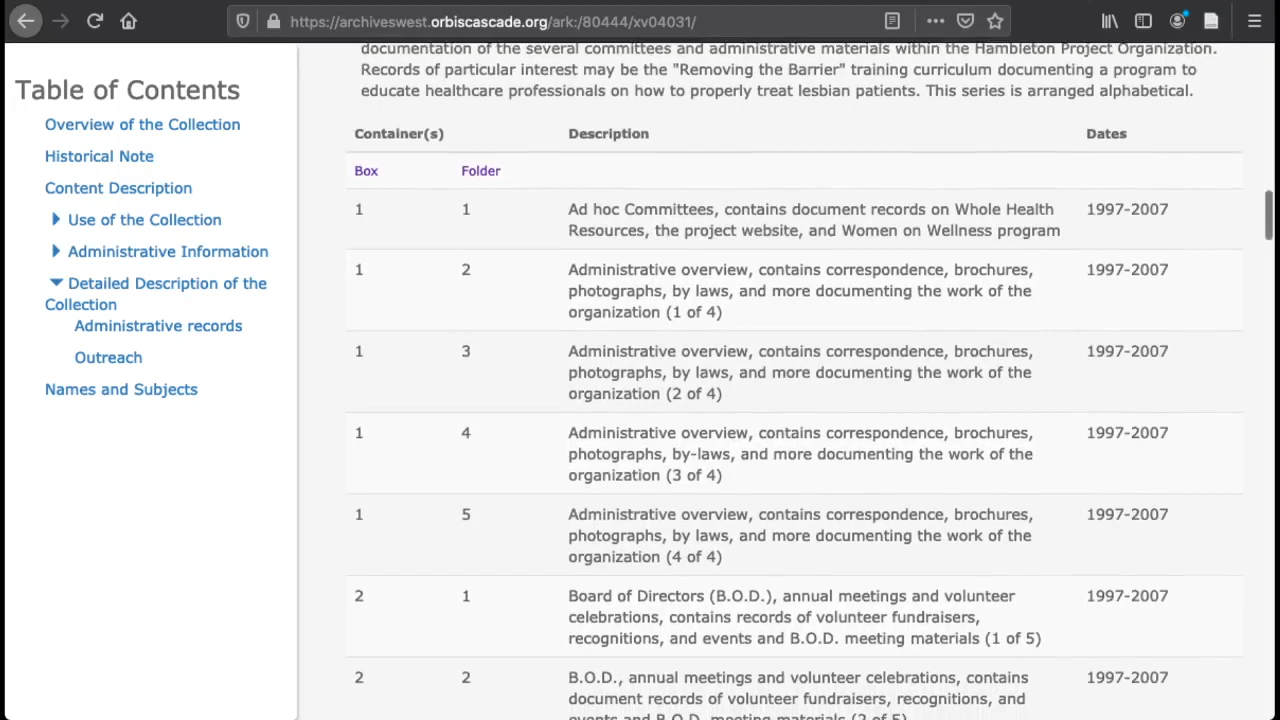 https://archiveswest.orbiscascade.org/ark:/80444/xv04031/
Table of Contents
Overview of the Collection
Historical Note
Content Description
Use of the Collection
Administrative Information
Detailed Description of the
Collection
Administrative records
Outreach
Names and Subjects
documentation of the several committees and administrative materials within the Hambleton Project Organization.
Records of particular interest may be the "Removing the Barrier" training curriculum documenting a program to
educate healthcare professionals on how to properly treat lesbian patients. This series is arranged alphabetical.
Container(s) Description Dates
Box Folder
1 1 Ad hoc Committees, contains document records on Whole Health 1997-2007
Resources, the project website, and Women on Wellness program
1 2 Administrative overview, contains correspondence, brochures, 1997-2007
photographs, by laws, and more documenting the work of the
organization (1 of 4)
1 3 Administrative overview, contains correspondence, brochures, 1997-2007
photographs, by laws, and more documenting the work of the
organization (2 of 4)
1 4 Administrative overview, contains correspondence, brochures, 1997-2007
photographs, by-laws, and more documenting the work of the
organization (3 of 4)
1 5 Administrative overview, contains correspondence, brochures, 1997-2007
photographs, by laws, and more documenting the work of the
organization (4 of 4)
2 1 Board of Directors (B.O.D.), annual meetings and volunteer 1997-2007
celebrations, contains records of volunteer fundraisers,
recognitions, and events and B.O.D. meeting materials (1 of 5)
2 2 B.O.D., annual meetings and volunteer celebrations, contains 1997-2007
document records of volunteer fundraisers, recognitions, and
events and B.O.D. meeting materials (2 of 5)